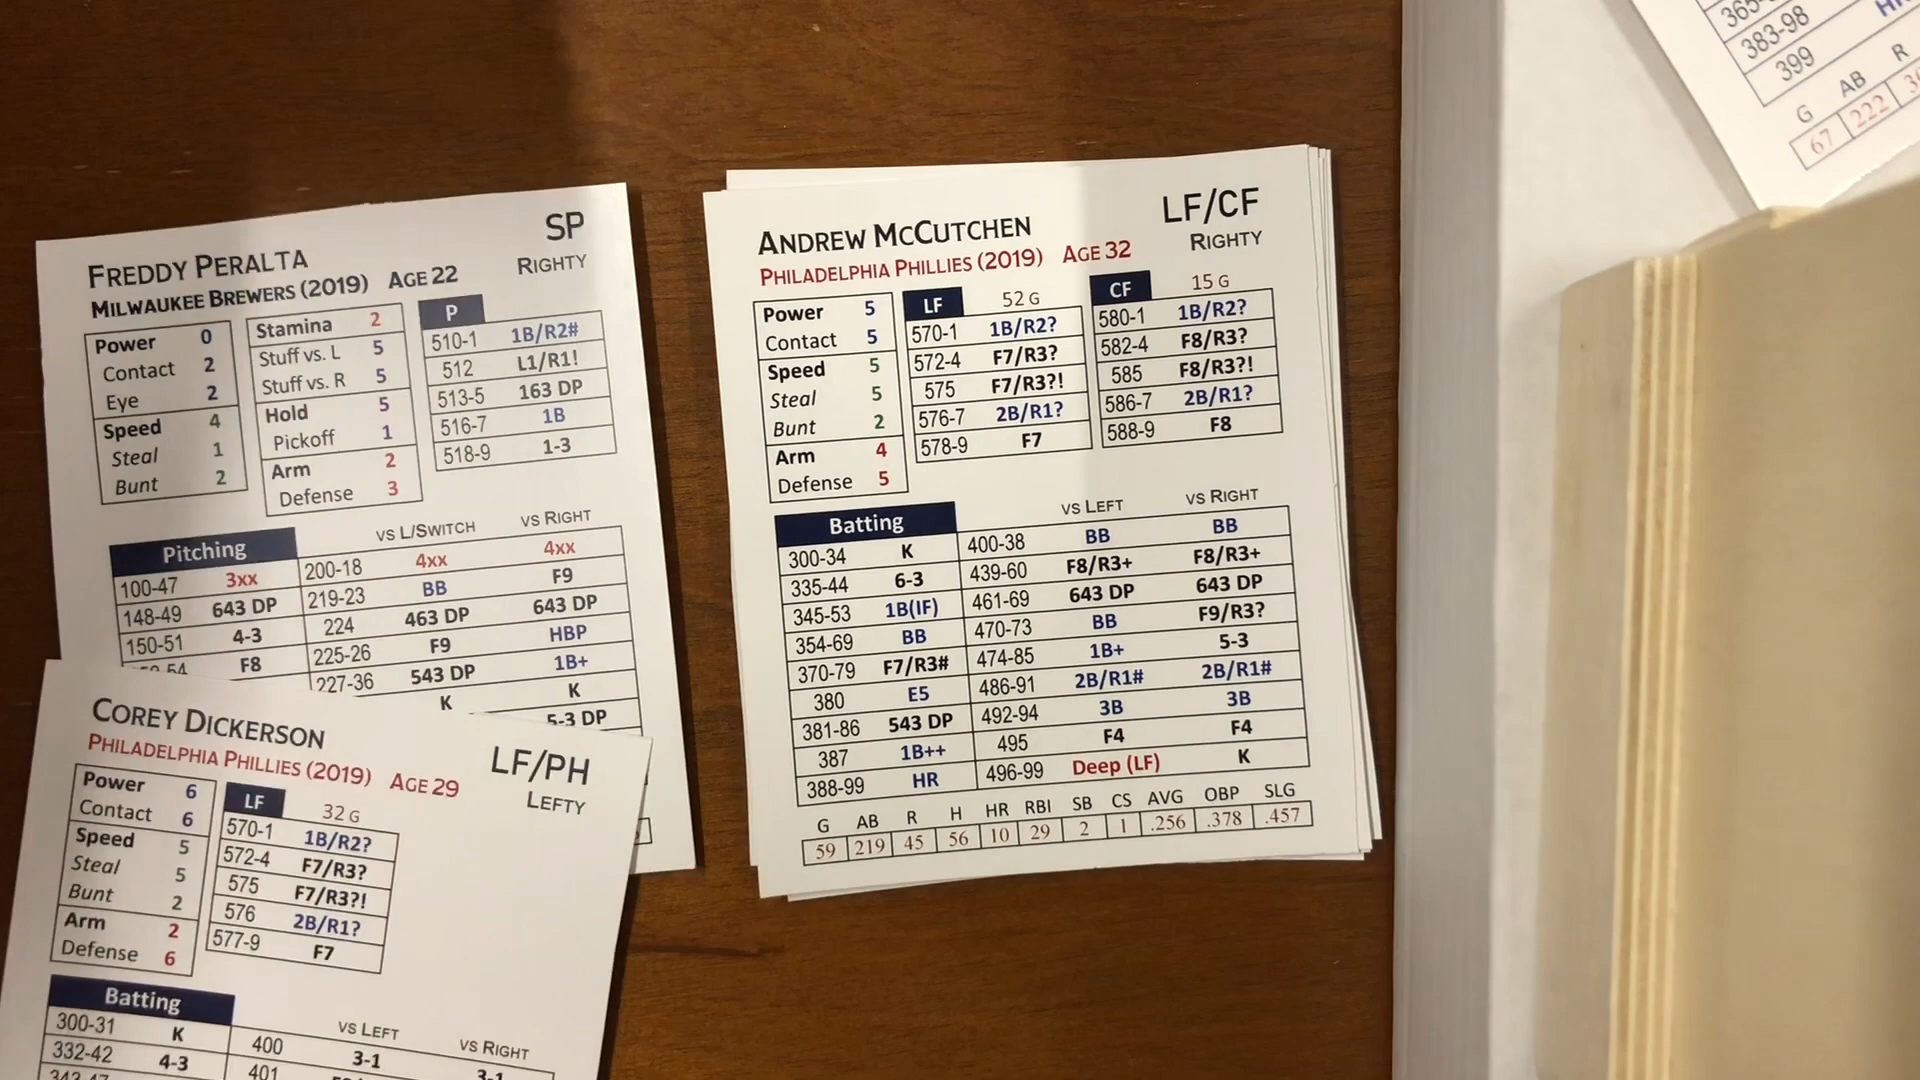 FREDDY PERALTA SP
MILWAUKEE BREWERS (2019) AGE 22 RIGHTY
Power 0
Contact 2
Eye 2
Speed 4
Steal 1
Bunt 2
Stamina 2
Stuff vs. L 5
Stuff vs. R 5
Hold 5
Pickoff 1
Arm 2
Defense 3
P
510-1 1B/R2#
512 L1/R1!
513-5 163 DP
516-7 1B
518-9 1-3
Pitching
100-47 3xx
148-49 643 DP
150-51 4-3
F8
VS L/SWITCH VS RIGHT
200-18 4xx 4xx
219-23 BB F9
224 463 DP 643 DP
225-26 F9 HBP
227-36 543 DP 1B+
K K
5-3 DP
COREY DICKERSON LF/PH
PHILADELPHIA PHILLIES (2019) AGE 29 LEFTY
Power 6
Contact 6
Speed 5
Steal 5
Bunt 2
Arm 2
Defense 6
LF 32 G
570-1 1B/R2?
572-4 F7/R3?
575 F7/R3?!
576 2B/R1?
577-9 F7
Batting
300-31 K
332-42 4-3
VS LEFT VS RIGHT
400 3-1 3-1
401
ANDREW MCCUTCHEN LF/CF
PHILADELPHIA PHILLIES (2019) AGE 32 RIGHTY
Power 5
Contact 5
Speed 5
Steal 5
Bunt 2
Arm 4
Defense 5
LF 52 G
570-1 1B/R2?
572-4 F7/R3?
575 F7/R3?!
576-7 2B/R1?
578-9 F7
CF 15 G
580-1 1B/R2?
582-4 F8/R3?
585 F8/R3?!
586-7 2B/R1?
588-9 F8
Batting
300-34 K
335-44 6-3
345-53 1B(IF)
354-69 BB
370-79 F7/R3#
380 E5
381-86 543 DP
387 1B++
388-99 HR
VS LEFT VS RIGHT
400-38 BB BB
439-60 F8/R3+ F8/R3+
461-69 643 DP 643 DP
470-73 BB F9/R3?
474-85 1B+ 5-3
486-91 2B/R1# 2B/R1#
492-94 3B 3B
495 F4 F4
496-99 Deep (LF) K
G AB R H HR RBI SB CS AVG OBP SLG
59 219 45 56 10 29 2 1 .256 .378 .457
383-98
399
G AB R
67 222